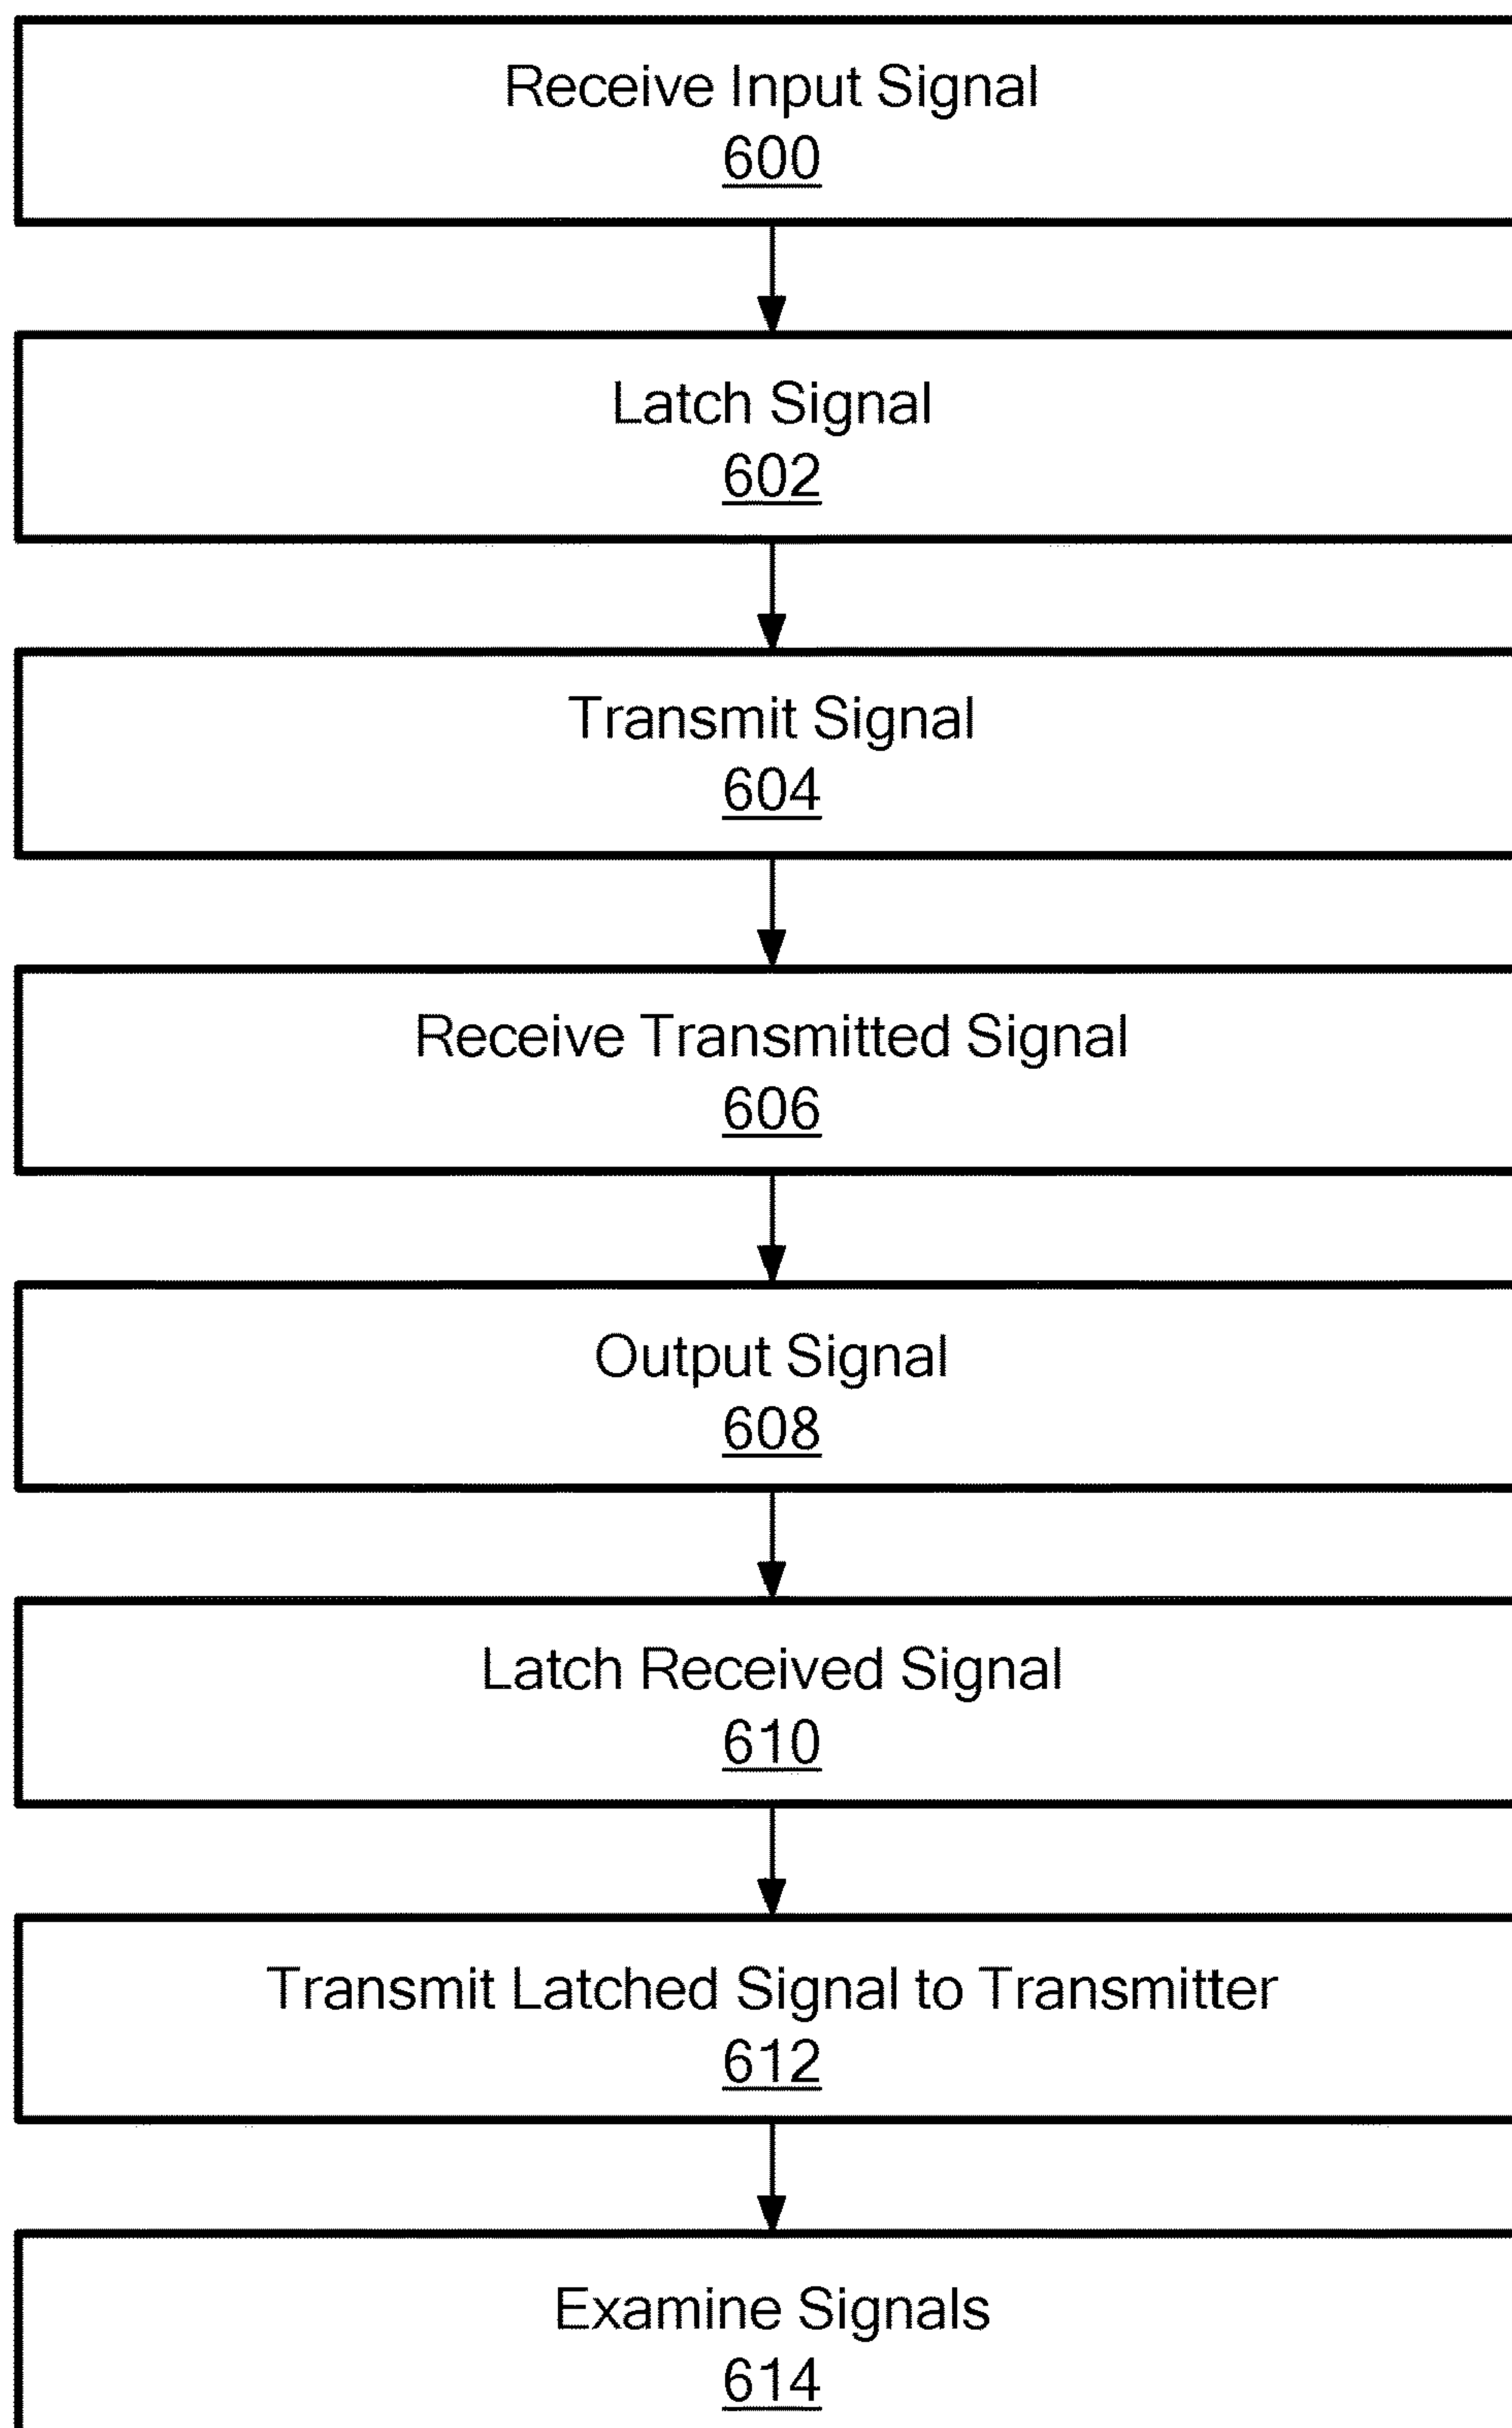 Receive Input Signal
600
Latch Signal
602
Transmit Signal
604
Receive Transmitted Signal
606
Output Signal
608
Latch Received Signal
610
Transmit Latched Signal to Transmitter
612
Examine Signals
614